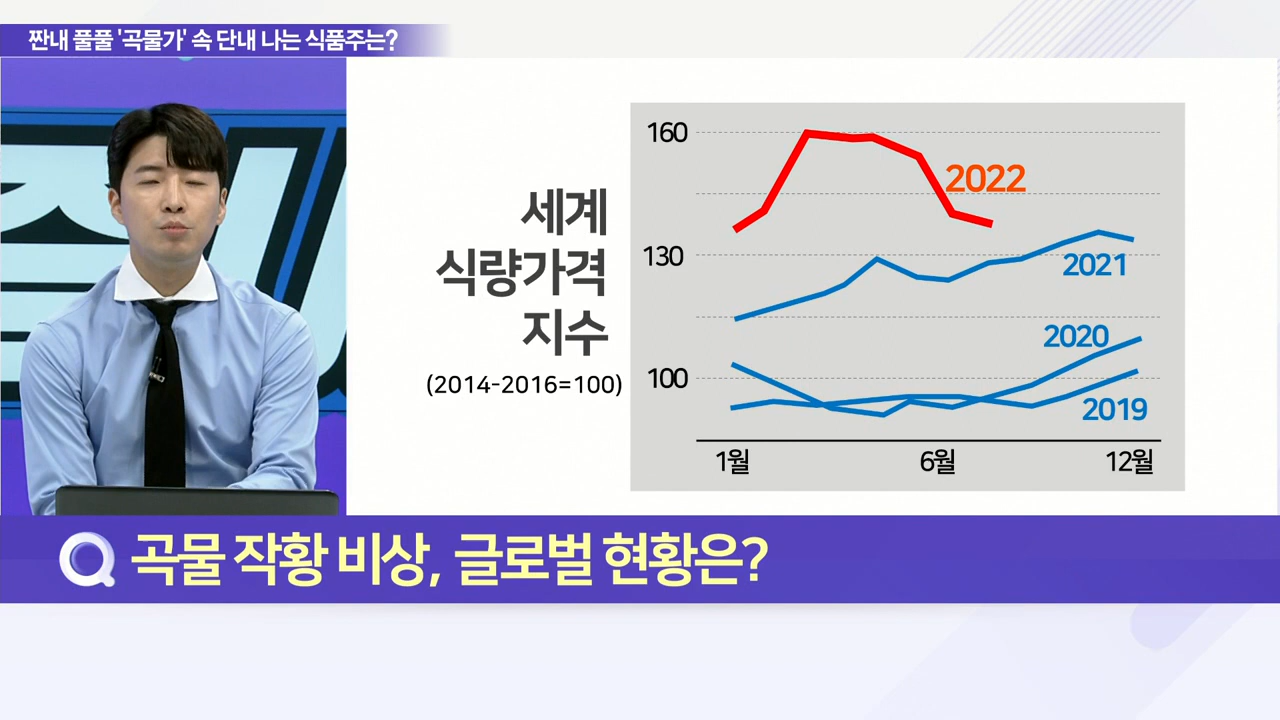 짠내 풀풀 '곡물가' 속 단내 나는 식품주는?
세계
식량가격
지수
(2014-2016=100)
160
130
100
2022
2021
2020
2019
1월
6월
12월
Q 곡물 작황 비상, 글로벌 현황은?